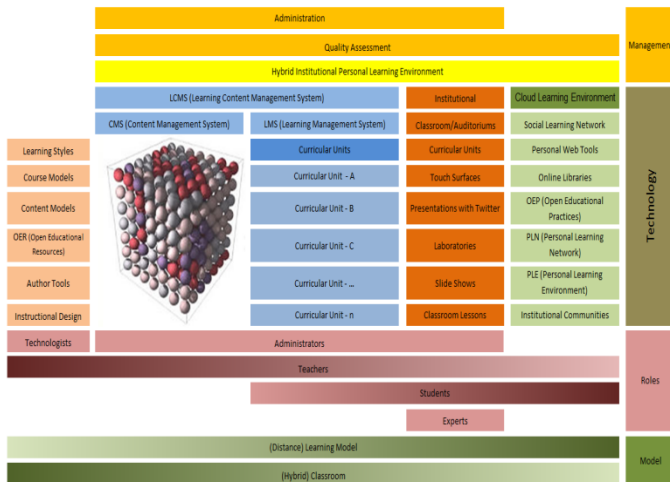 Administration
Quality Assessment
Management
Hybrid Institutional Personal Learning Environment
LCMS (Learning Content Management System)
Institutional
Cloud Learning Environment
CMS (Content Management System)
LMS (Learning Management System)
Classroom/Auditoriums
Social Learning Network
Learning Styles
Curricular Units
Curricular Units
Personal Web Tools
Course Models
Curricular Unit - A
Touch Surfaces
Online Libraries
Content Models
Curricular Unit - B
Presentations with Twitter
OEP (Open Educational
Practices)
OER (Open Educational
Resources)
Curricular Unit - C
Laboratories
PLN (Personal Learning
Network)
Author Tools
Curricular Unit - ...
Slide Shows
PLE (Personal Learning
Environment)
Instructional Design
Curricular Unit - n
Classroom Lessons
Institutional Communities
Technology
Technologists
Administrators
Teachers
Students
Experts
Roles
(Distance) Learning Model
(Hybrid) Classroom
Model